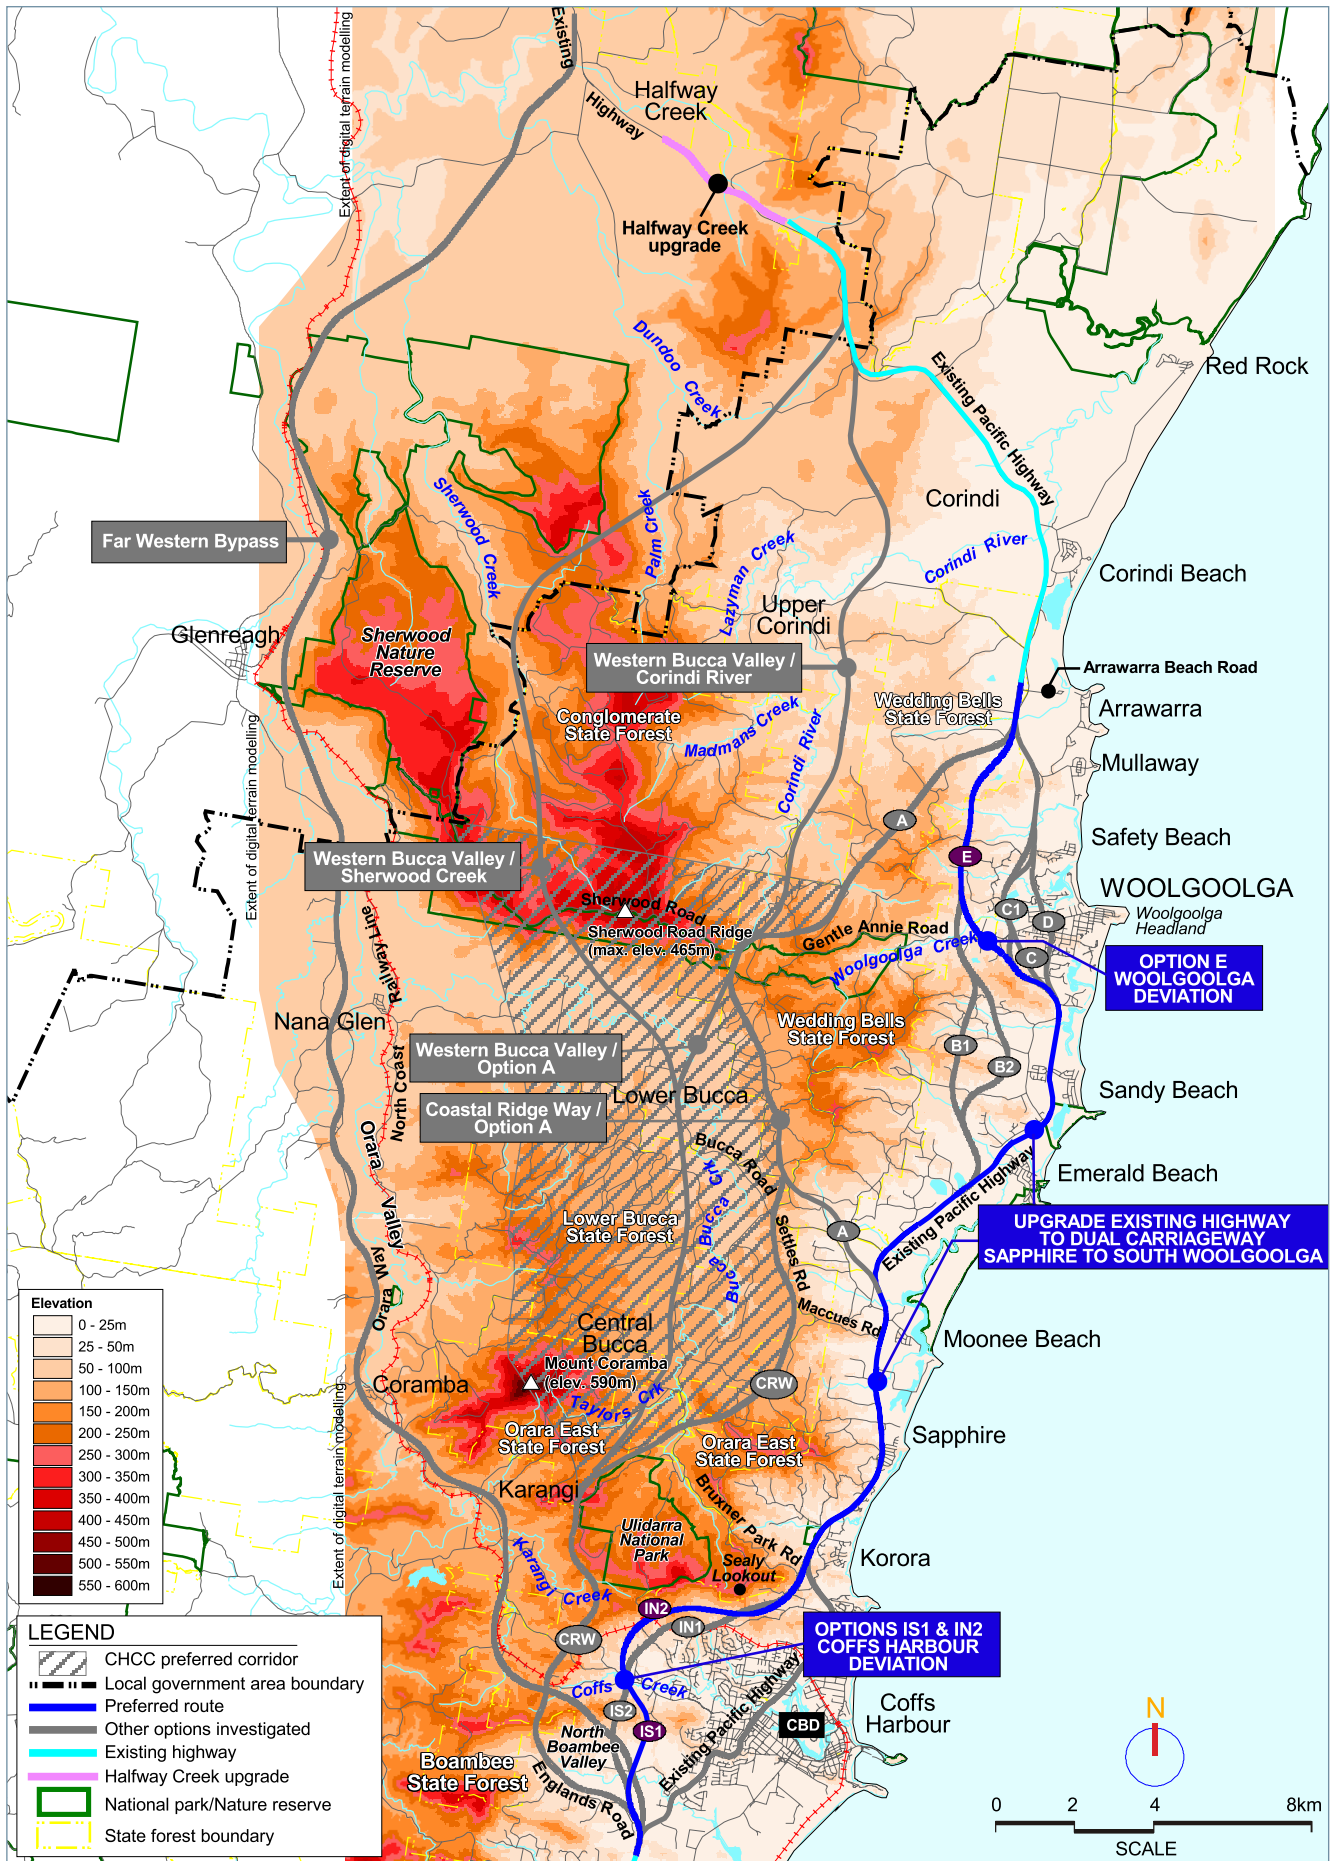 Existing
Highway
Extent of digital terrain modelling
Halfway
Creek
Halfway Creek
upgrade
Dundoo Creek
Existing Pacific Highway
Red Rock
Sherwood Creek
Palm Creek
Corindi
Far Western Bypass
Lazyman Creek
Corindi River
Corindi Beach
Upper
Corindi
Glenreagh
Sherwood
Nature
Reserve
Western Bucca Valley /
Corindi River
Arrawarra Beach Road
Wedding Bells
State Forest
Arrawarra
Conglomerate
State Forest
Madmans Creek
Corindi River
Mullaway
Extent of digital terrain modelling
A
Safety Beach
E
Western Bucca Valley /
Sherwood Creek
WOOLGOOLGA
Woolgoolga
Headland
C1
D
C
Sherwood Road
Sherwood Road Ridge
(max. elev. 465m)
Gentle Annie Road
Woolgoolga Creek
OPTION E
WOOLGOOLGA
DEVIATION
Railway Line
North Coast
Nana Glen
Wedding Bells
State Forest
Western Bucca Valley /
Option A
B1
B2
Lower Bucca
Sandy Beach
Coastal Ridge Way /
Option A
Orara
Valley
Way
Orara
Bucca Road
Bucca Bucca Crk
Emerald Beach
Existing Pacific Highway
Lower Bucca
State Forest
Settles Rd
A
UPGRADE EXISTING HIGHWAY
TO DUAL CARRIAGEWAY
SAPPHIRE TO SOUTH WOOLGOOLGA
Maccues Rd
Central
Bucca
Moonee Beach
Mount Coramba
(elev. 590m)
Coramba
Taylors Crk
CRW
Extent of digital terrain modelling
Orara East
State Forest
Orara East
State Forest
Sapphire
Karangi
Bruxner Park Rd
Ulidarra
National
Park
Sealy
Lookout
Korora
Karangi Creek
IN2
IN1
CRW
OPTIONS IS1 & IN2
COFFS HARBOUR
DEVIATION
Coffs Creek
IS2
IS1
Existing Pacific Highway
CBD
Coffs
Harbour
North
Boambee
Valley
Boambee
State Forest
Englands Road
Elevation
0 - 25m
25 - 50m
50 - 100m
100 - 150m
150 - 200m
200 - 250m
250 - 300m
300 - 350m
350 - 400m
400 - 450m
450 - 500m
500 - 550m
550 - 600m
LEGEND
CHCC preferred corridor
Local government area boundary
Preferred route
Other options investigated
Existing highway
Halfway Creek upgrade
National park/Nature reserve
State forest boundary
N
0 2 4 8km
SCALE